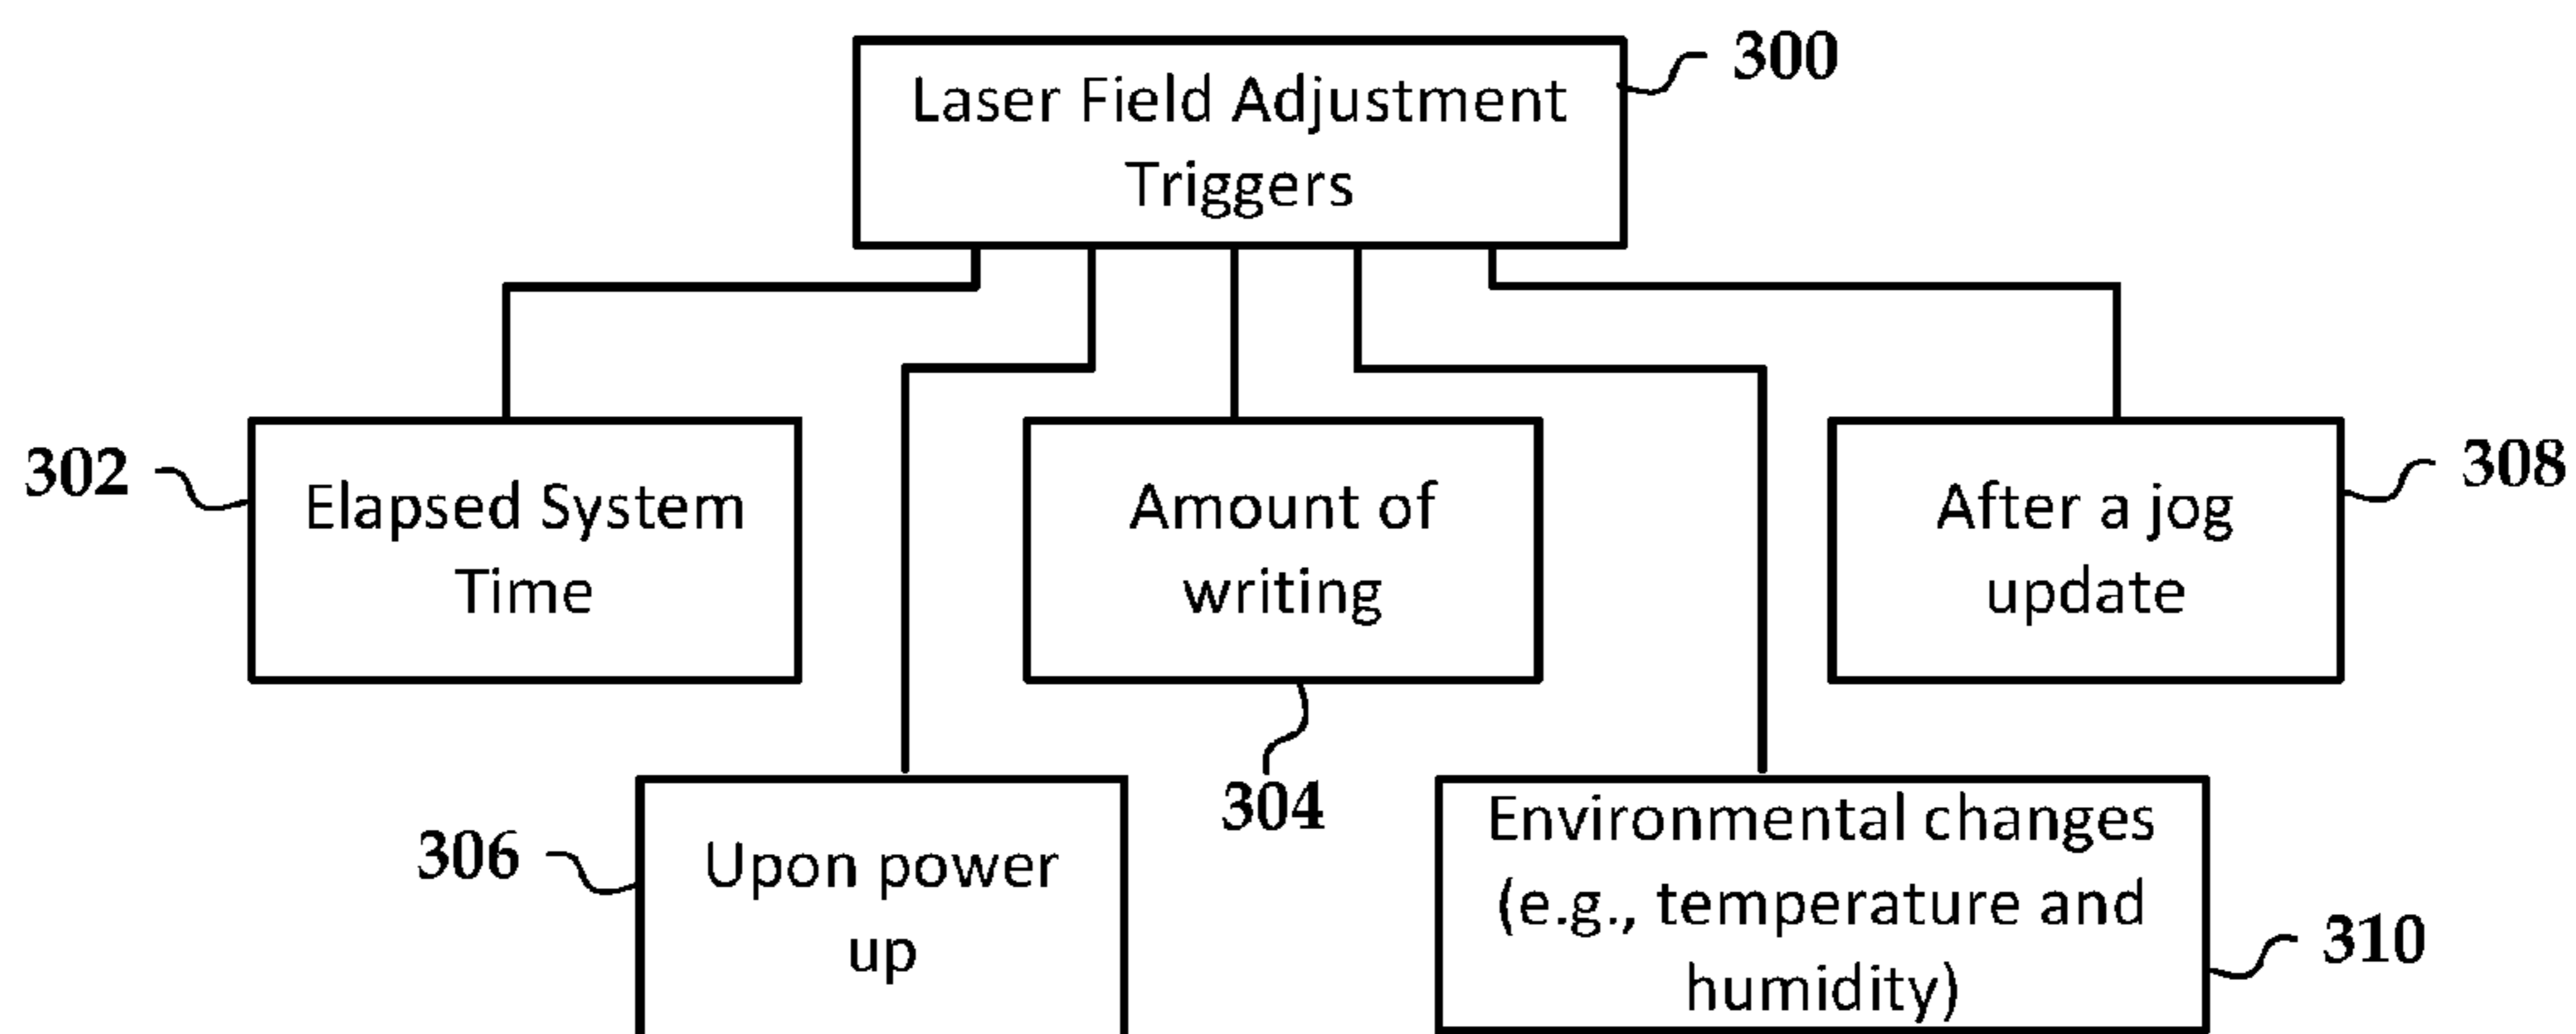 Laser Field Adjustment
Triggers
300
302
Elapsed System
Time
Amount of
writing
304
After a jog
update
308
306
Upon power
up
Environmental changes
(e.g., temperature and
humidity)
310